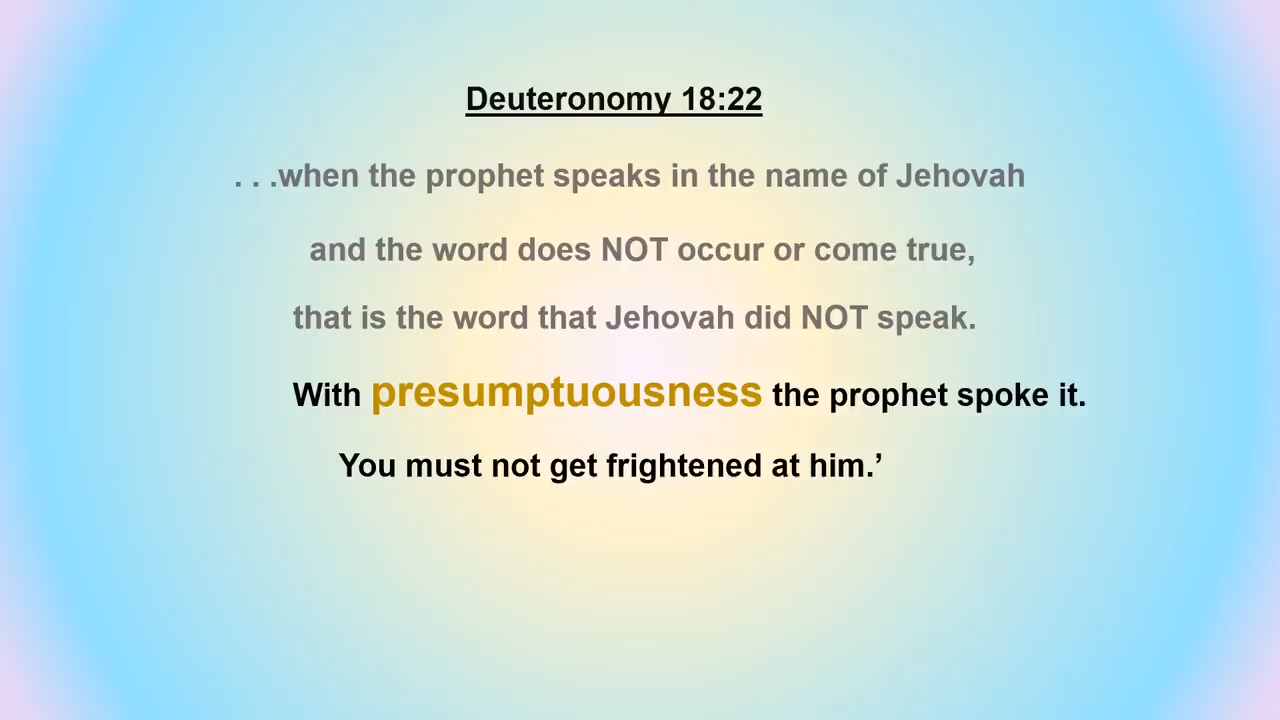 Deuteronomy 18:22
. . .when the prophet speaks in the name of Jehovah
and the word does NOT occur or come true,
that is the word that Jehovah did NOT speak.
With presumptuousness the prophet spoke it.
You must not get frightened at him.’